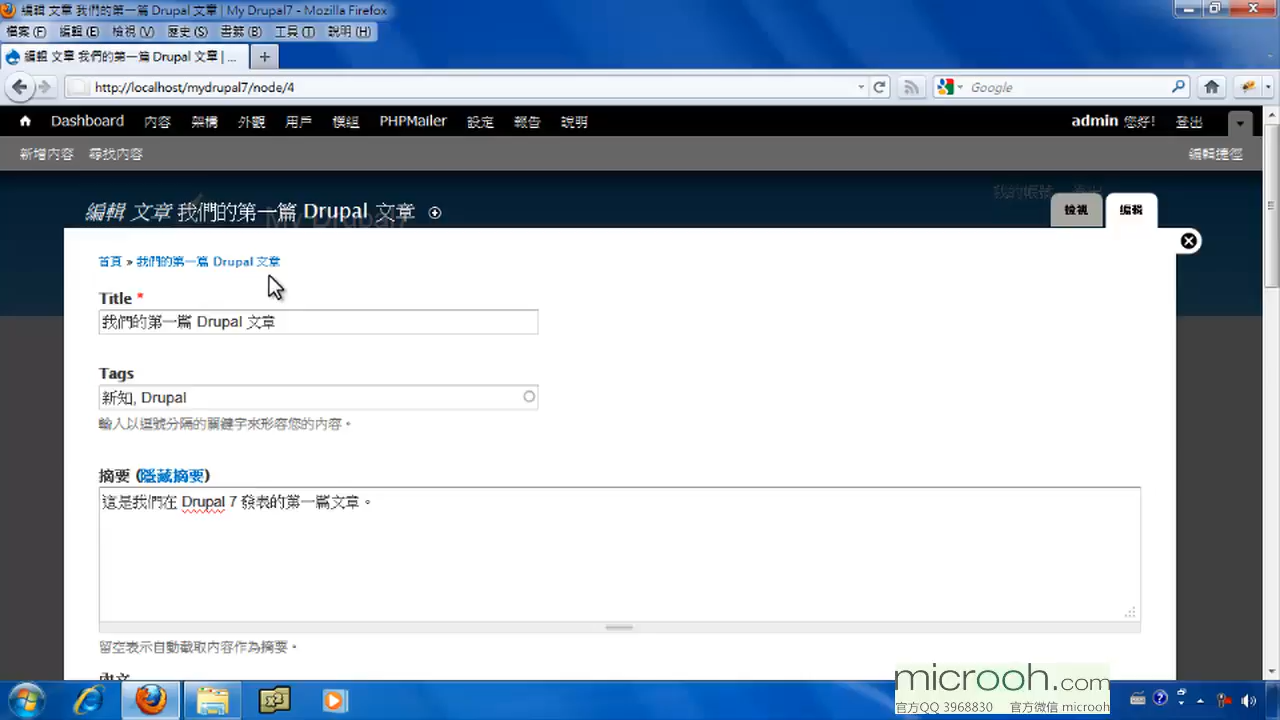 編輯 文章 我們的第一篇 Drupal 文章 | My Drupal7 - Mozilla Firefox
檔案 (F) 編輯 (E) 檢視 (V) 歷史 (S) 書籤 (B) 工具 (T) 說明 (H)
編輯 文章 我們的第一篇 Drupal 文章 | ...
http://localhost/mydrupal7/node/4
Google
Dashboard 內容 架構 外觀 用戶 模組 PHPMailer 設定 報告 說明
admin 您好! 登出
新增內容 尋找內容
編輯捷徑
我的帳號 登出
編輯 文章 我們的第一篇 Drupal 文章
My Drupal7
檢視 編輯
首頁 » 我們的第一篇 Drupal 文章
Title *
我們的第一篇 Drupal 文章
Tags
新知, Drupal
輸入以逗號分隔的關鍵字來形容您的內容。
摘要 (隱藏摘要)
這是我們在 Drupal 7 發表的第一篇文章。
留空表示自動截取內容作為摘要。
內文
microoh.com
官方QQ 3968830 官方微信 microoh